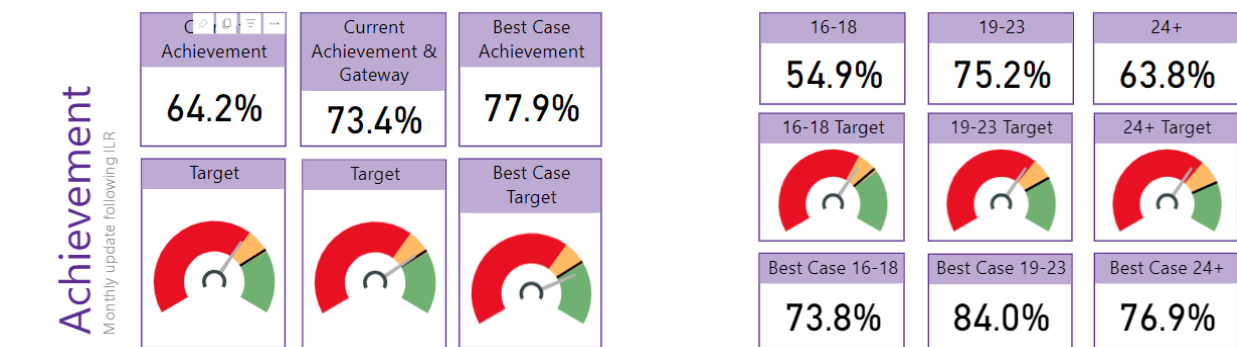 Achievement
Monthly update following ILR
Achievement
64.2%
Current
Achievement &
Gateway
73.4%
Best Case
Achievement
77.9%
Target
Target
Best Case
Target
16-18
54.9%
19-23
75.2%
24+
63.8%
16-18 Target
19-23 Target
24+ Target
Best Case 16-18
73.8%
Best Case 19-23
84.0%
Best Case 24+
76.9%